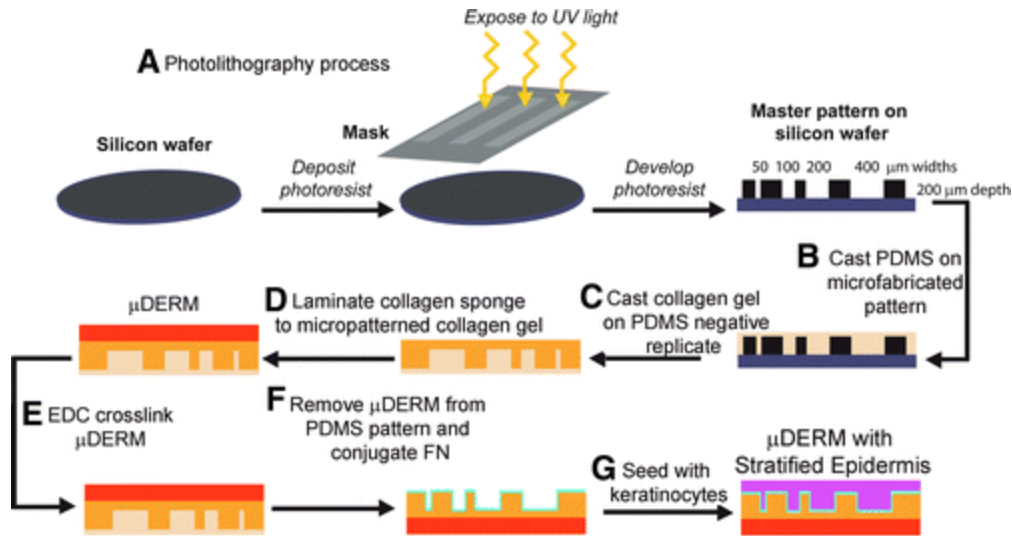 Expose to UV light
A Photolithography process
Mask
Silicon wafer
Deposit
photoresist
Develop
photoresist
Master pattern on
silicon wafer
50 100 200 400 μm widths
200 μm depth
B Cast PDMS on
microfabricated
pattern
C Cast collagen gel
on PDMS negative
replicate
D Laminate collagen sponge
to micropatterned collagen gel
μDERM
E EDC crosslink
μDERM
F Remove μDERM from
PDMS pattern and
conjugate FN
G Seed with
keratinocytes
μDERM with
Stratified Epidermis